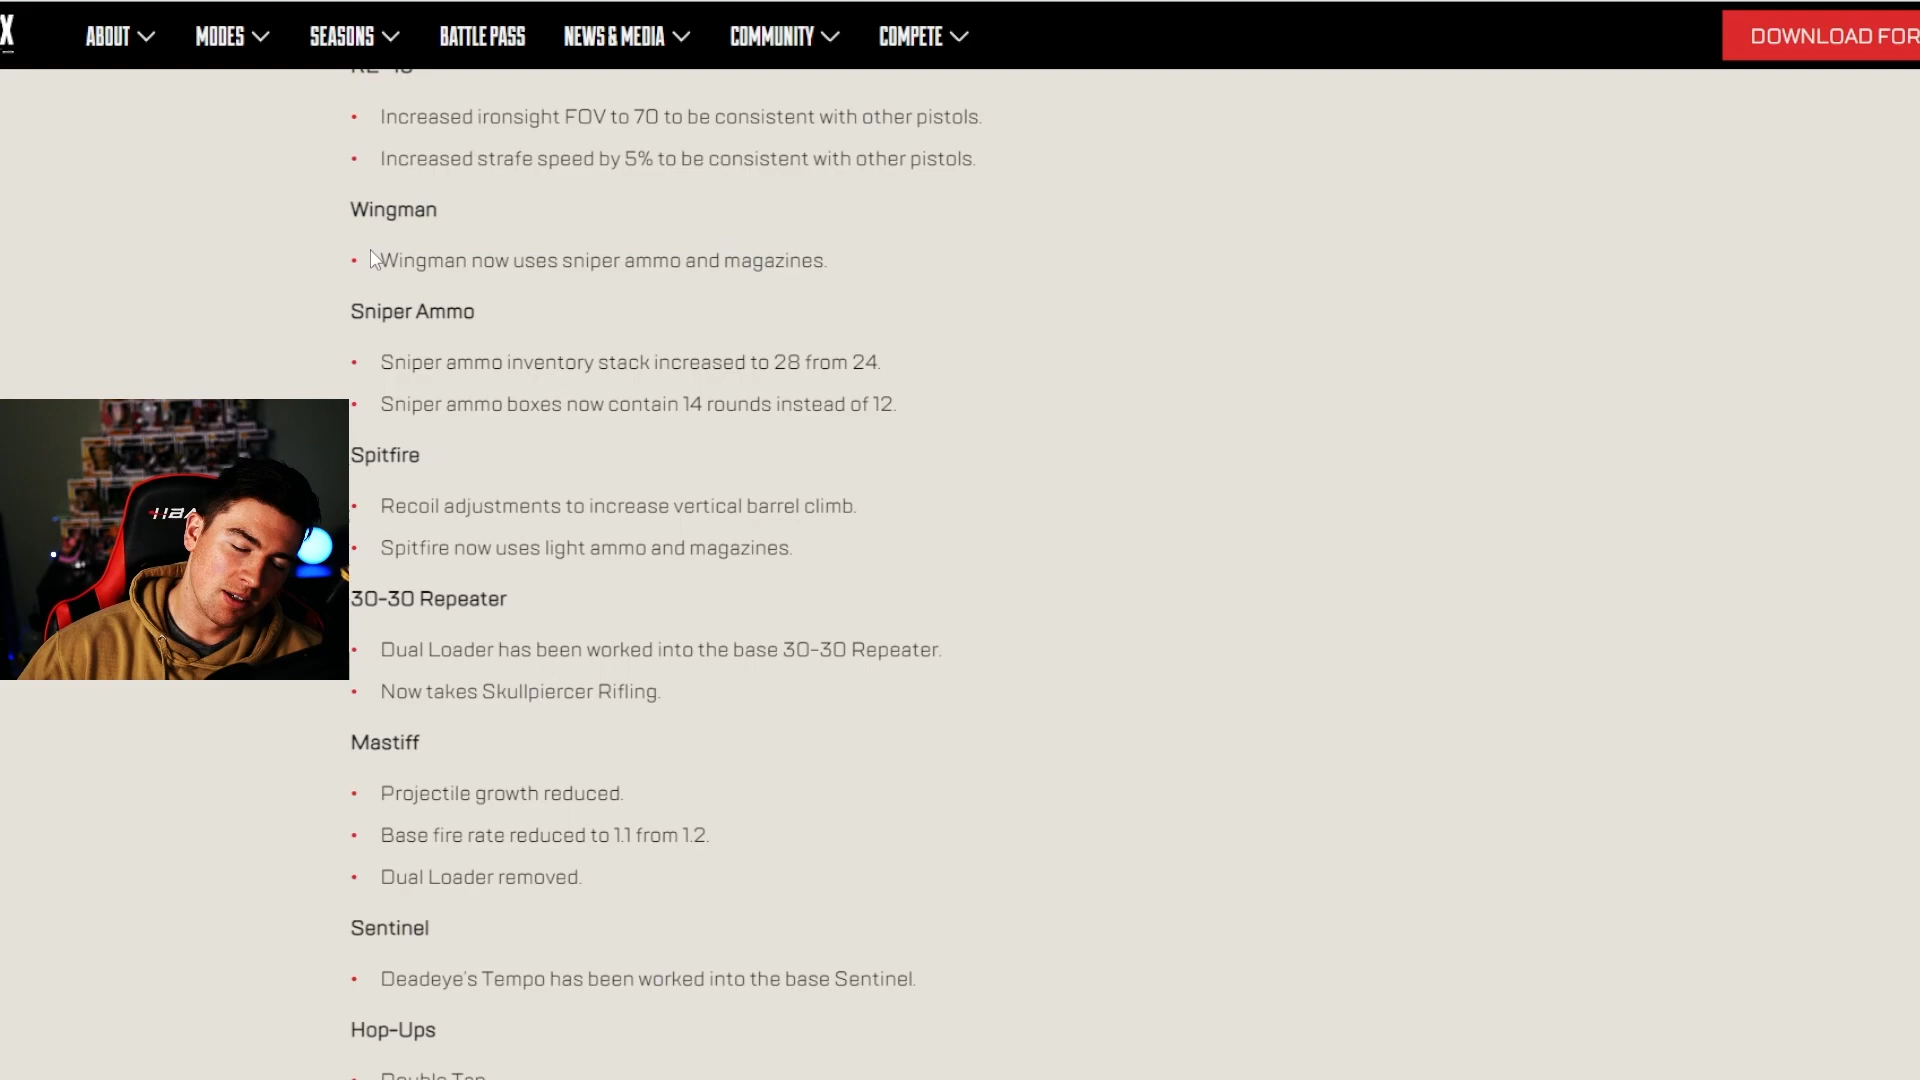 X
ABOUT MODES SEASONS BATTLE PASS NEWS & MEDIA COMMUNITY COMPETE DOWNLOAD FOR
Increased ironsight FOV to 70 to be consistent with other pistols.
Increased strafe speed by 5% to be consistent with other pistols.
Wingman
Wingman now uses sniper ammo and magazines.
Sniper Ammo
Sniper ammo inventory stack increased to 28 from 24.
Sniper ammo boxes now contain 14 rounds instead of 12.
Spitfire
Recoil adjustments to increase vertical barrel climb.
Spitfire now uses light ammo and magazines.
30-30 Repeater
Dual Loader has been worked into the base 30-30 Repeater.
Now takes Skullpiercer Rifling.
Mastiff
Projectile growth reduced.
Base fire rate reduced to 1.1 from 1.2.
Dual Loader removed.
Sentinel
Deadeye's Tempo has been worked into the base Sentinel.
Hop-Ups